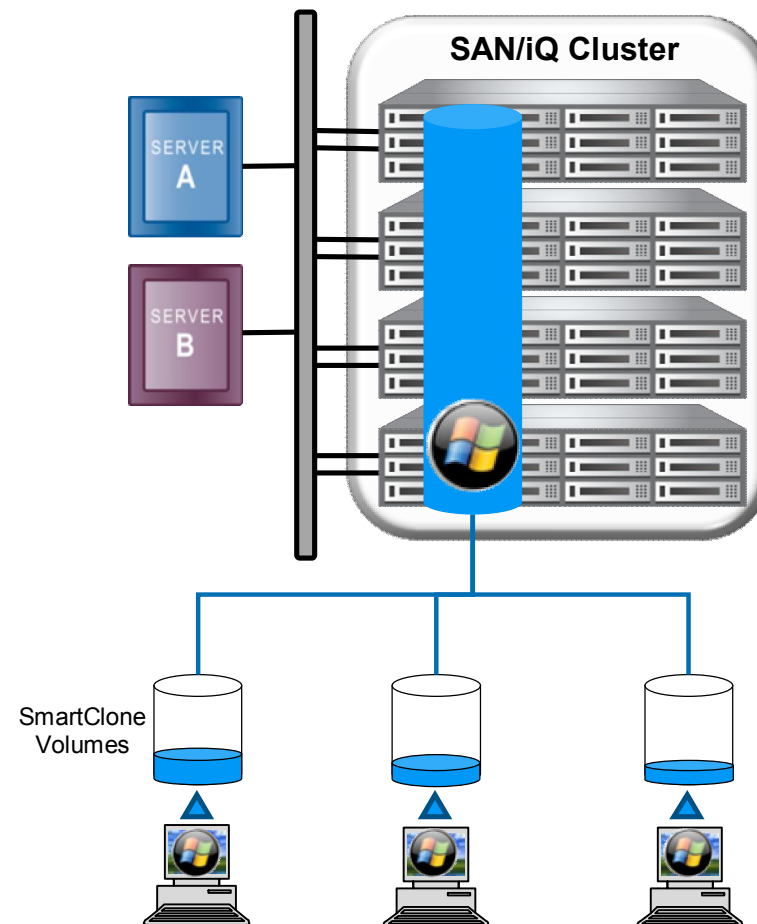 SAN/iQ Cluster
SERVER
A
SERVER
B
SmartClone
Volumes